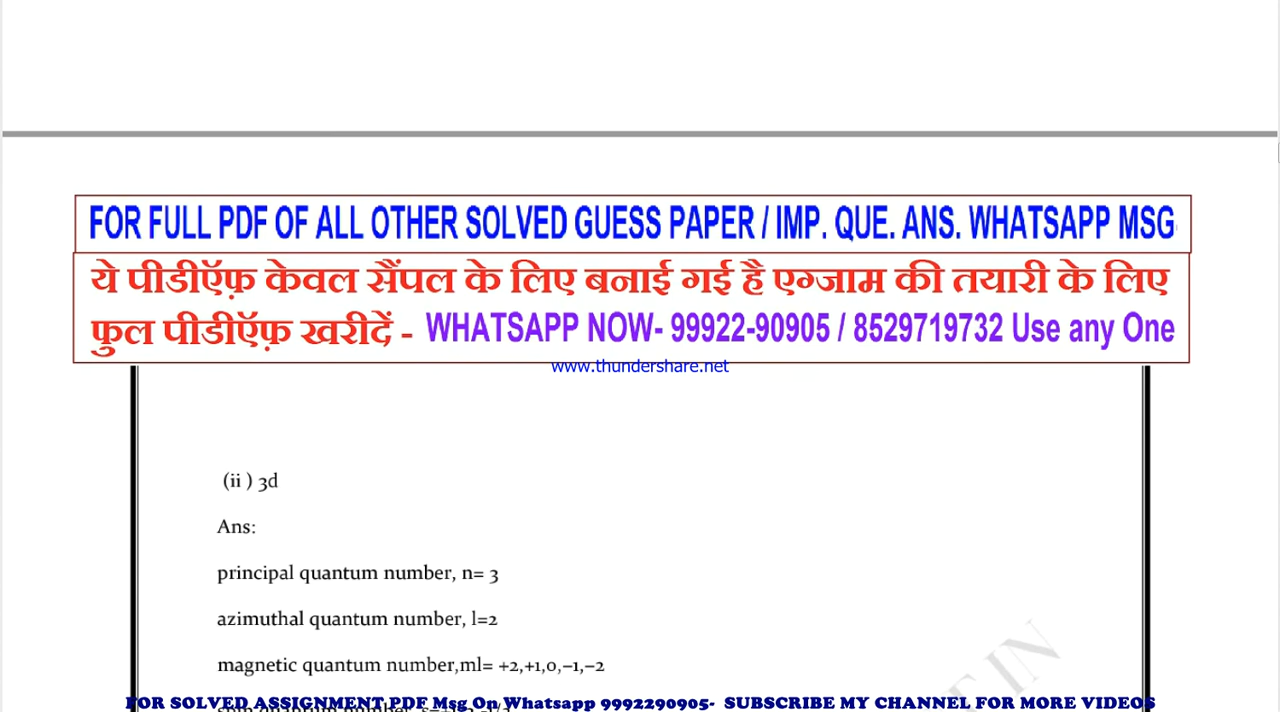 FOR FULL PDF OF ALL OTHER SOLVED GUESS PAPER / IMP. QUE. ANS. WHATSAPP MSG
ये पीडीऍफ़ केवल सैंपल के लिए बनाई गई है एग्जाम की तयारी के लिए
फुल पीडीऍफ़ खरीदें - WHATSAPP NOW- 99922-90905 / 8529719732 Use any One
www.thundershare.net
(ii ) 3d
Ans:
principal quantum number, n= 3
azimuthal quantum number, l=2
magnetic quantum number,ml= +2,+1,0,−1,−2
FOR SOLVED ASSIGNMENT PDF Msg On Whatsapp 9992290905- SUBSCRIBE MY CHANNEL FOR MORE VIDEOS